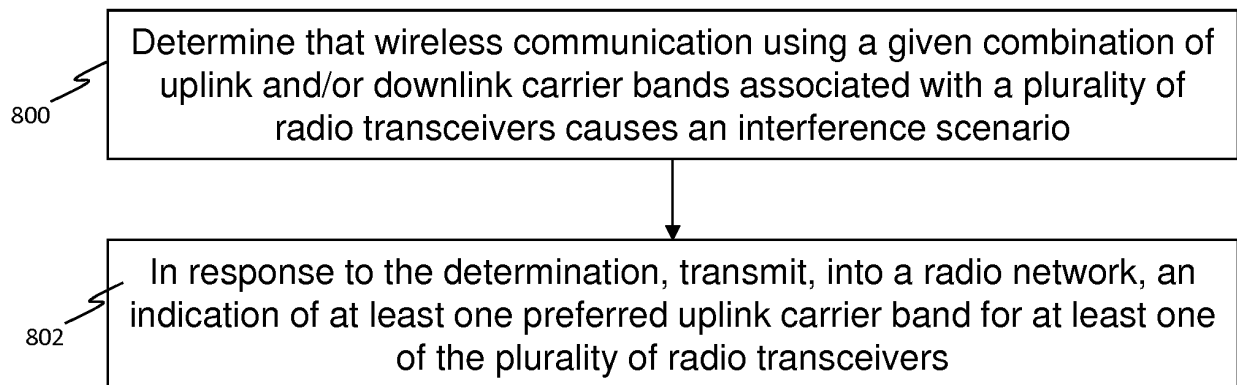 Determine that wireless communication using a given combination of
uplink and/or downlink carrier bands associated with a plurality of
radio transceivers causes an interference scenario
800
In response to the determination, transmit, into a radio network, an
indication of at least one preferred uplink carrier band for at least one
of the plurality of radio transceivers
802